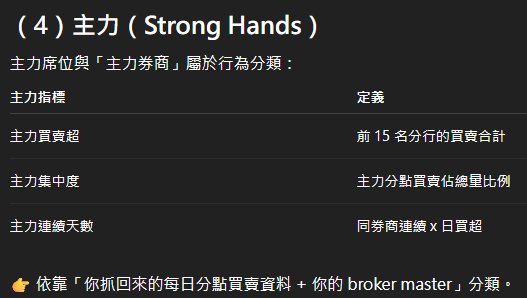 （4）主力（Strong Hands）
主力席位與「主力券商」屬於行為分類：
主力指標 定義
主力買賣超 前 15 名分行的買賣合計
主力集中度 主力分點買賣佔總量比例
主力連續天數 同券商連續 x 日買超
👉 依靠「你抓回來的每日分點買賣資料 + 你的 broker master」分類。